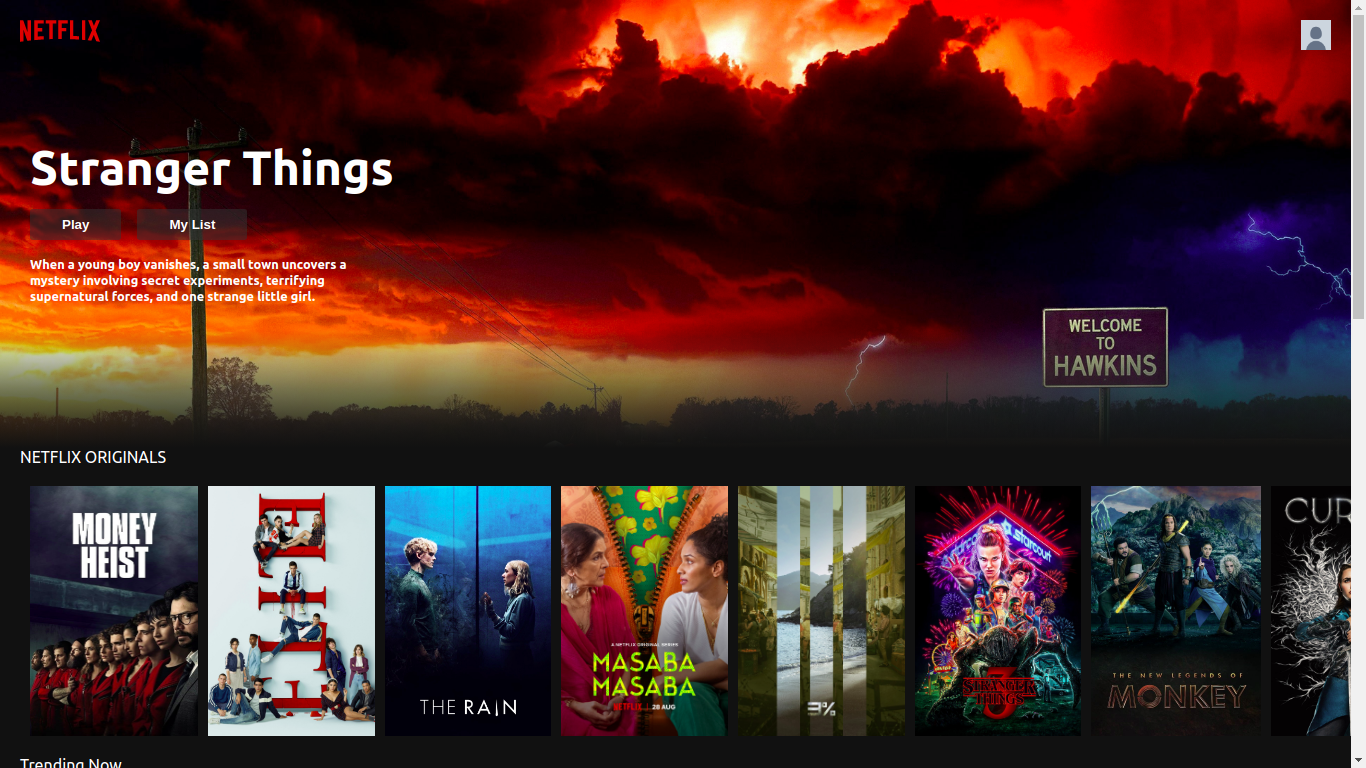 NETFLIX
Stranger Things
Play
My List
When a young boy vanishes, a small town uncovers a
mystery involving secret experiments, terrifying
supernatural forces, and one strange little girl.
WELCOME
TO
HAWKINS
NETFLIX ORIGINALS
MONEY
HEIST
ELITE
THE RAIN
A NETFLIX ORIGINAL SERIES
MASABA
MASABA
NETFLIX | 28 AUG
3%
starcourt
STRANGER
THINGS
3
THE NEW LEGENDS OF
MONKEY
CUR
Trending Now